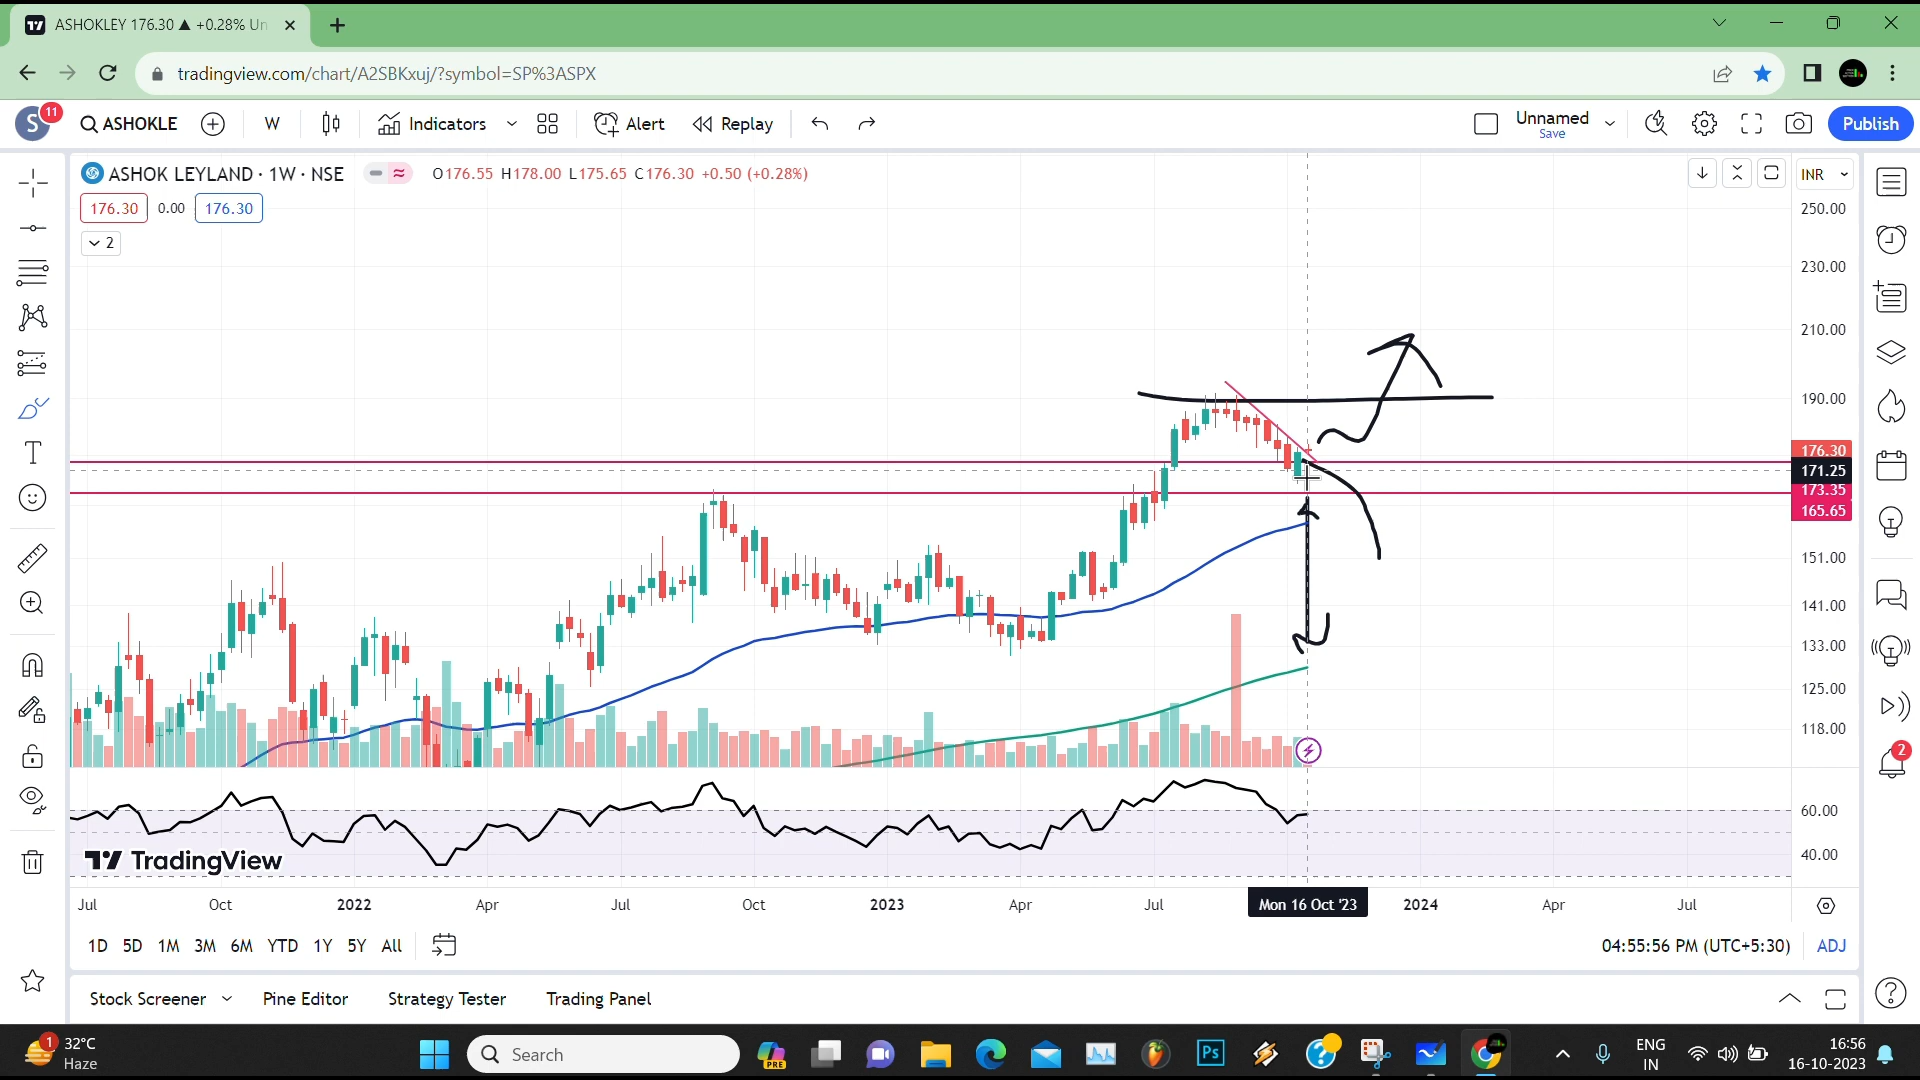 ASHOKLEY 176.30 ▲ +0.28% Un
tradingview.com/chart/A2SBKxuj/?symbol=SP%3ASPX
S 11 ASHOKLE W Indicators Alert Replay Unnamed Save Publish
ASHOK LEYLAND · 1W · NSE O176.55 H178.00 L175.65 C176.30 +0.50 (+0.28%) INR
176.30 0.00 176.30
2
250.00
230.00
210.00
190.00
176.30
171.25
173.35
165.65
151.00
141.00
133.00
125.00
118.00
2
60.00
40.00
TradingView
Jul Oct 2022 Apr Jul Oct 2023 Apr Jul Mon 16 Oct '23 2024 Apr Jul
1D 5D 1M 3M 6M YTD 1Y 5Y All 04:55:56 PM (UTC+5:30) ADJ
Stock Screener Pine Editor Strategy Tester Trading Panel
1 32°C
Haze
Search
PRE
Ps
ENG
IN
16:56
16-10-2023